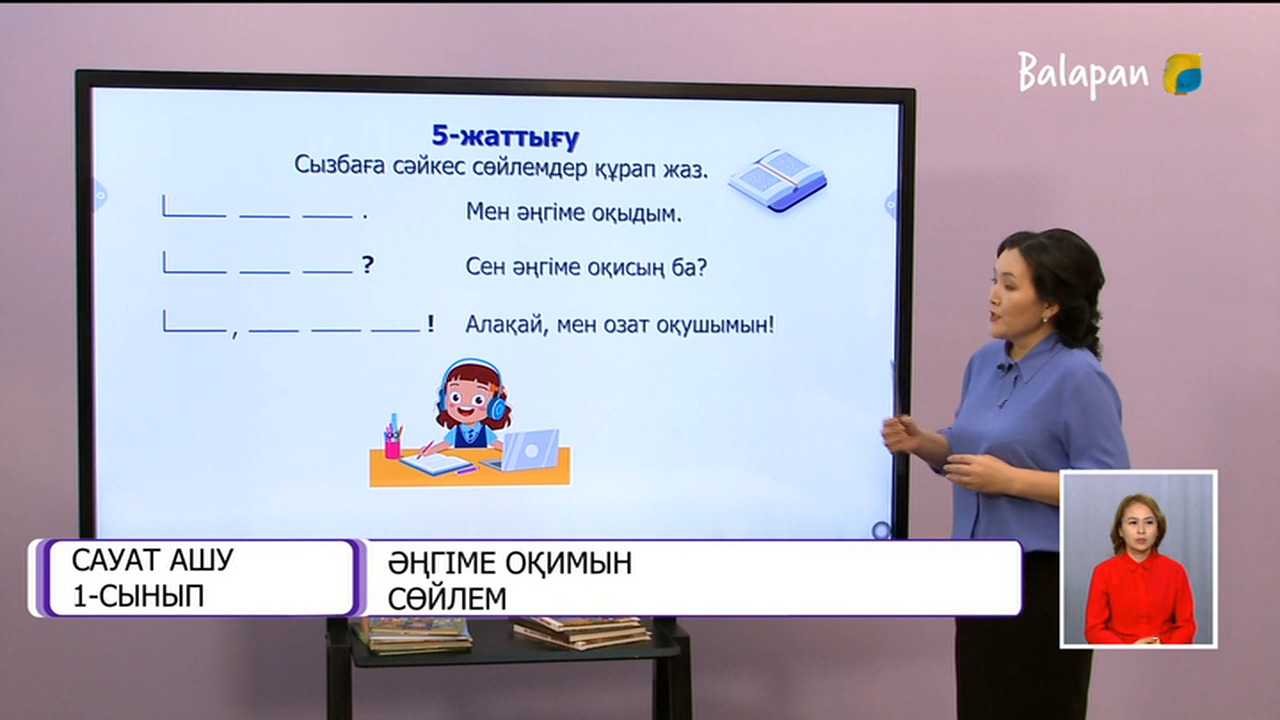 Balapan
5-жаттығу
Сызбаға сәйкес сөйлемдер құрап жаз.
. Мен әңгіме оқыдым.
? Сен әңгіме оқисың ба?
, ! Алақай, мен озат оқушымын!
САУАТ АШУ
1-СЫНЫП
ӘҢГІМЕ ОҚИМЫН
СӨЙЛЕМ